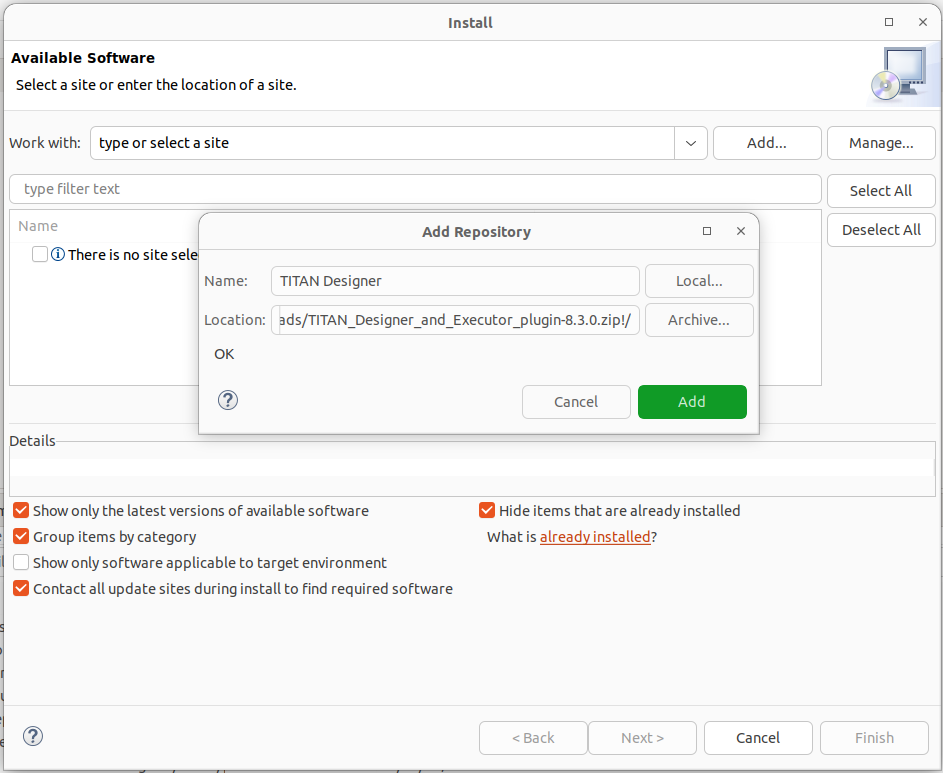 Install
Available Software
Select a site or enter the location of a site.
Work with: type or select a site Add... Manage...
type filter text Select All
Name Deselect All
There is no site sele
Add Repository
Name: TITAN Designer Local...
Location: ads/TITAN_Designer_and_Executor_plugin-8.3.0.zip!/ Archive...
OK
? Cancel Add
Details
Show only the latest versions of available software Hide items that are already installed
Group items by category What is already installed?
Show only software applicable to target environment
Contact all update sites during install to find required software
? < Back Next > Cancel Finish